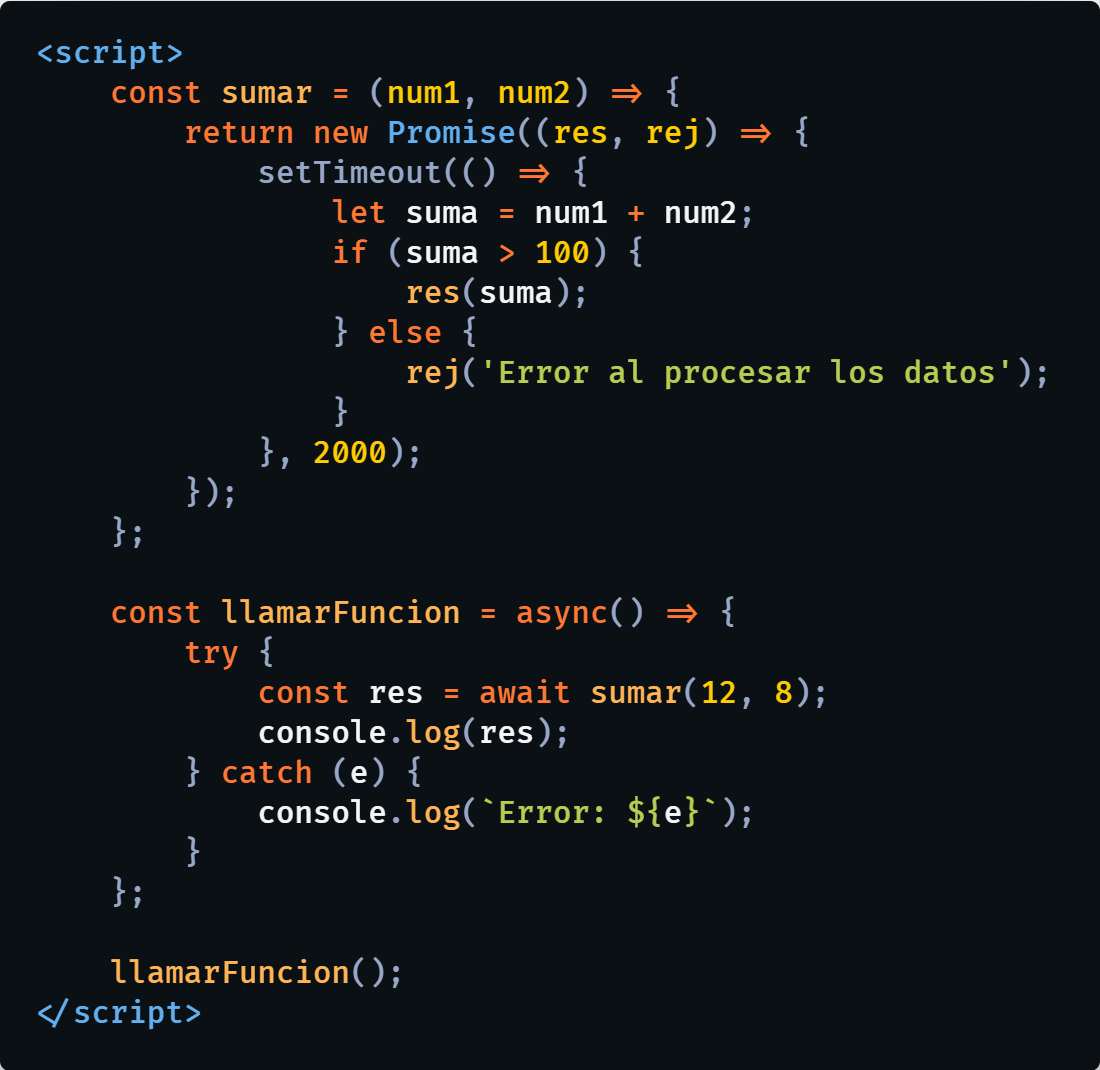 <script>
    const sumar = (num1, num2) => {
        return new Promise((res, rej) => {
            setTimeout(() => {
                let suma = num1 + num2;
                if (suma > 100) {
                    res(suma);
                } else {
                    rej('Error al procesar los datos');
                }
            }, 2000);
        });
    };

    const llamarFuncion = async() => {
        try {
            const res = await sumar(12, 8);
            console.log(res);
        } catch (e) {
            console.log(`Error: ${e}`);
        }
    };

    llamarFuncion();
</script>